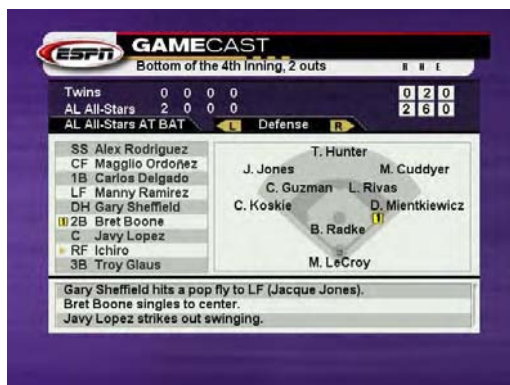 ESPN GAMECAST
Bottom of the 4th Inning, 2 outs R H E
Twins 0 0 0 0 0 2 0
AL All-Stars 2 0 0 0 2 6 0
AL All-Stars AT BAT L Defense R
SS Alex Rodriguez
CF Magglio Ordoñez
1B Carlos Delgado
LF Manny Ramirez
DH Gary Sheffield
1 2B Bret Boone
C Javy Lopez
RF Ichiro
3B Troy Glaus
T. Hunter
J. Jones M. Cuddyer
C. Guzman L. Rivas
C. Koskie D. Mientkiewicz
1
B. Radke
M. LeCroy
Gary Sheffield hits a pop fly to LF (Jacque Jones).
Bret Boone singles to center.
Javy Lopez strikes out swinging.